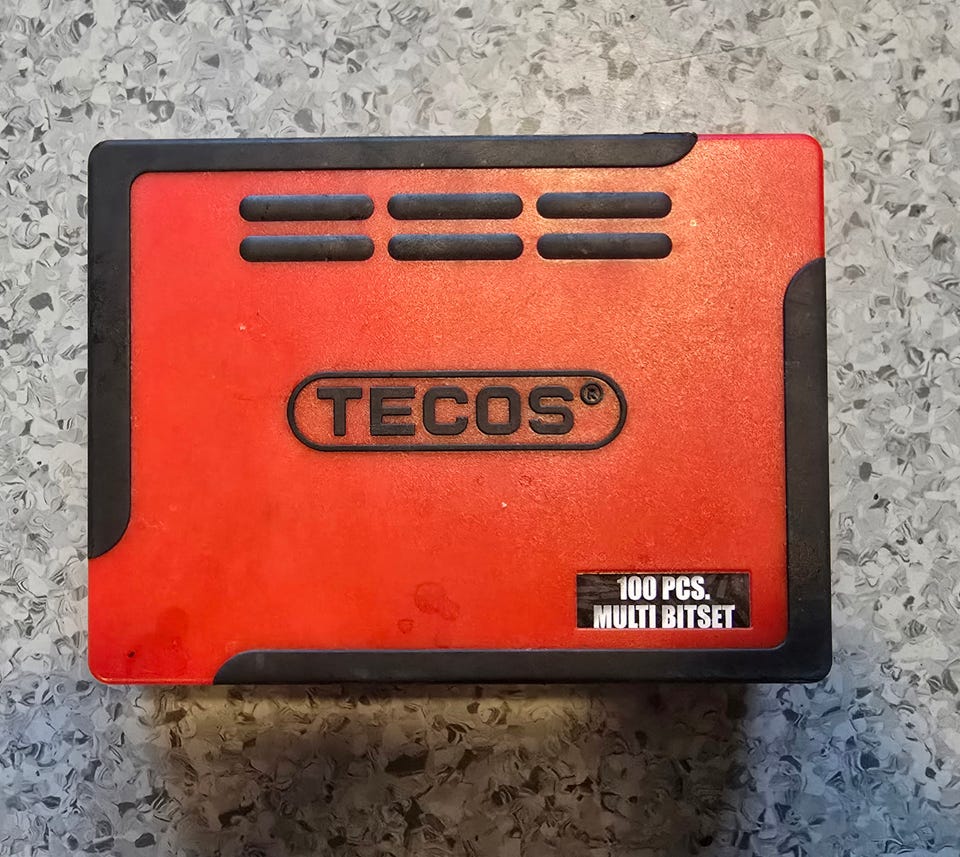 TECOS®
100 PCS.
MULTI BITSET